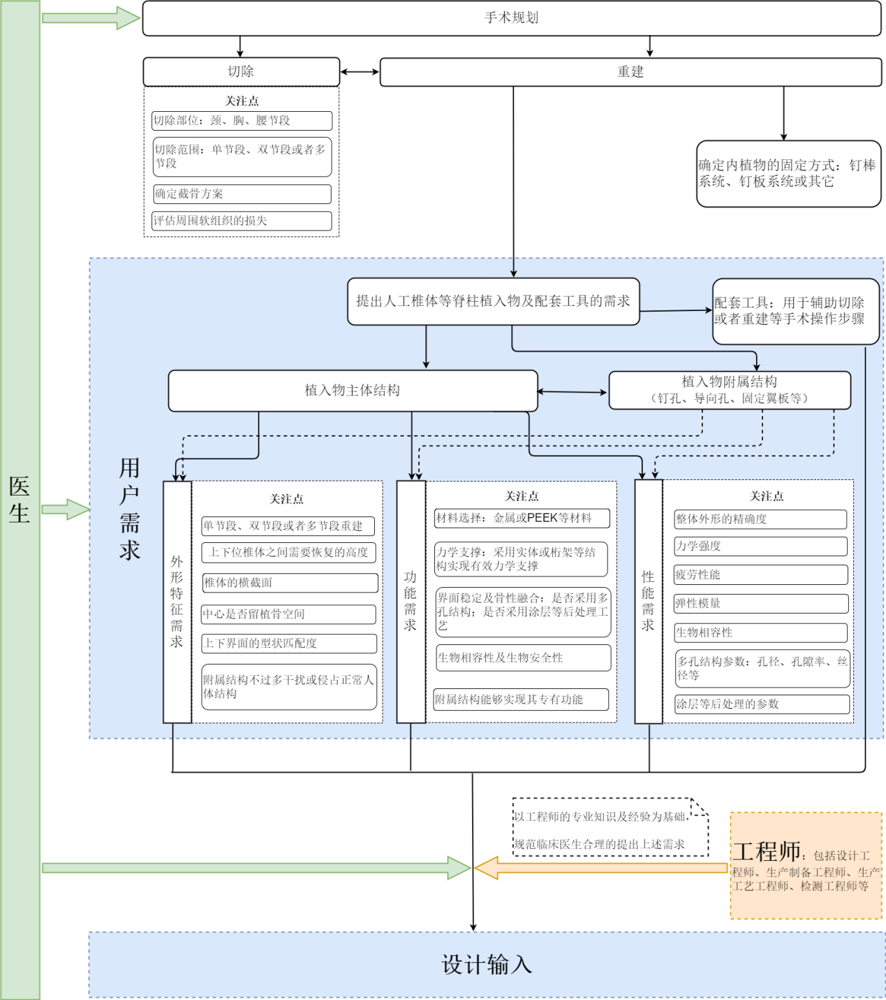 手术规划
切除
重建
关注点
切除部位：颈、胸、腰节段
切除范围：单节段、双节段或者多
节段
确定截骨方案
评估周围软组织的损失
确定内植物的固定方式：钉棒
系统、钉板系统或其它
提出人工椎体等脊柱植入物及配套工具的需求
配套工具：用于辅助切除
或者重建等手术操作步骤
植入物主体结构
植入物附属结构
（钉孔、导向孔、固定翼板等）
医生
用户需求
外形特征需求
关注点
单节段、双节段或者多节段重建
上下位椎体之间需要恢复的高度
椎体的横截面
中心是否留植骨空间
上下界面的型状匹配度
附属结构不过多干扰或侵占正常人
体结构
功能需求
关注点
材料选择：金属或PEEK等材料
力学支撑：采用实体或桁架等结
构实现有效力学支撑
界面稳定及骨性融合：是否采用多
孔结构；是否采用涂层等后处理工
艺
生物相容性及生物安全性
附属结构能够实现其专有功能
性能需求
关注点
整体外形的精确度
力学强度
疲劳性能
弹性模量
生物相容性
多孔结构参数：孔径、孔隙率、丝
径等
涂层等后处理的参数
以工程师的专业知识及经验为基础，
规范临床医生合理的提出上述需求
工程师：包括设计工
程师、生产制备工程师、生产
工艺工程师、检测工程师等
设计输入